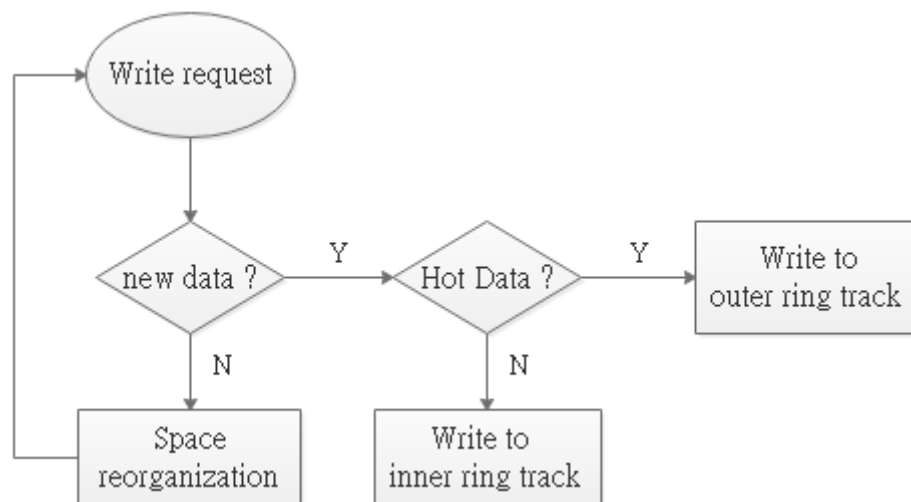 Write request
new data ?
Y
Hot Data ?
Y
Write to
outer ring track
N
N
Space
reorganization
Write to
inner ring track